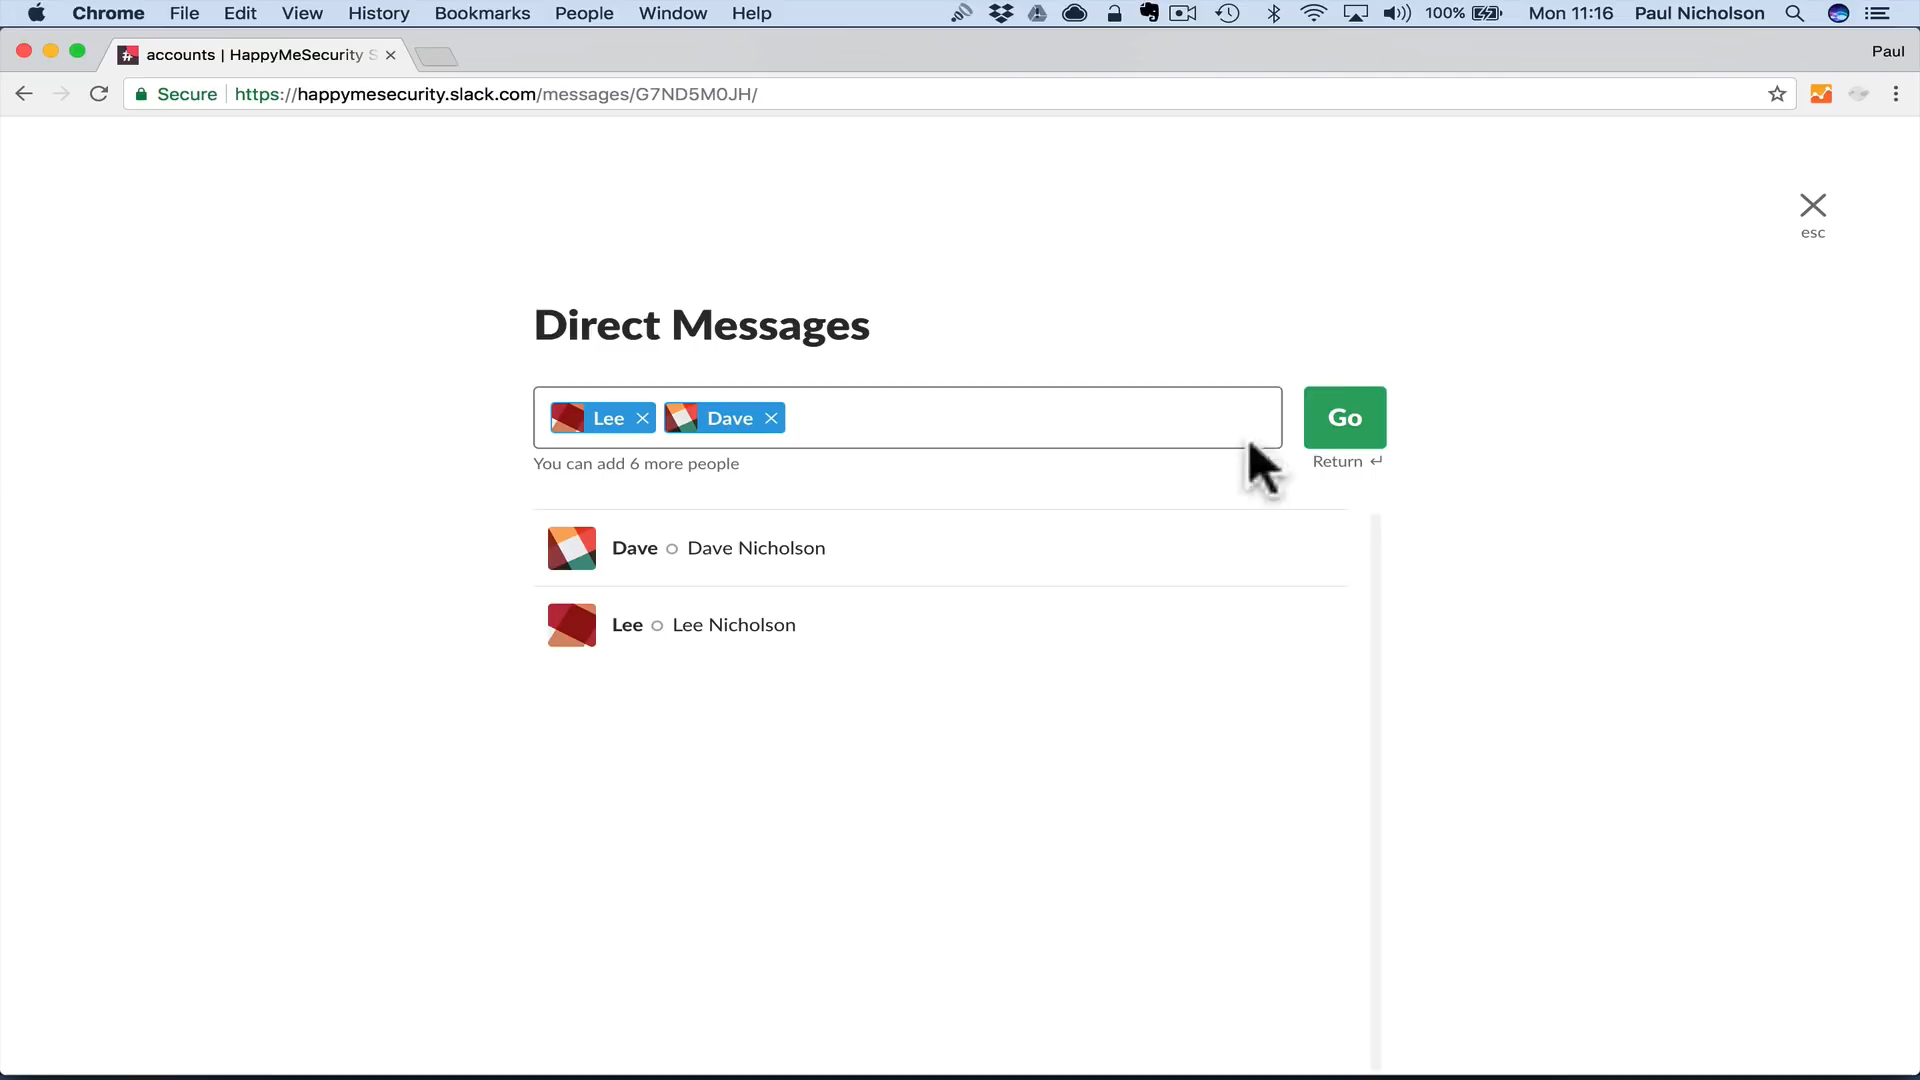 Chrome File Edit View History Bookmarks People Window Help 100% Mon 11:16 Paul Nicholson
accounts | HappyMeSecurity S Paul
Secure https://happymesecurity.slack.com/messages/G7ND5M0JH/
esc
Direct Messages
Lee Dave Go
You can add 6 more people Return
Dave Dave Nicholson
Lee Lee Nicholson